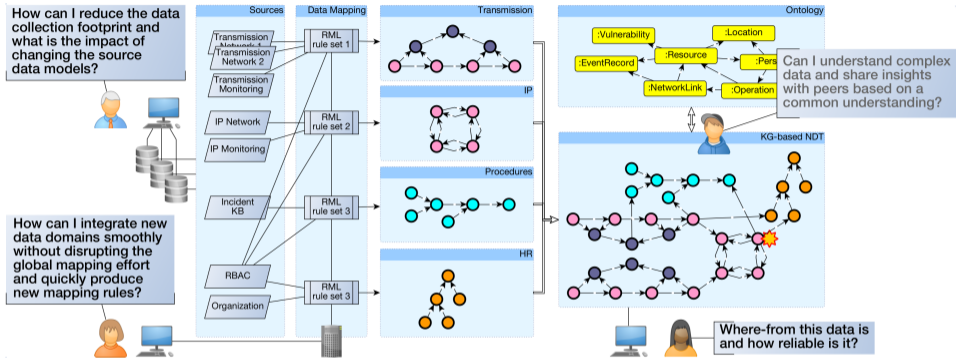 How can I reduce the data
collection footprint and
what is the impact of
changing the source
data models?
How can I integrate new
data domains smoothly
without disrupting the
global mapping effort
and quickly produce
new mapping rules?
Sources
Transmission
Network 1
Transmission
Network 2
Transmission
Monitoring
IP Network
IP Monitoring
Incident
KB
RBAC
Organization
Data Mapping
RML
rule set 1
RML
rule set 2
RML
rule set 3
RML
rule set 3
Transmission
IP
Procedures
HR
Ontology
:Vulnerability
:Location
:EventRecord
:Resource
:Pers
:NetworkLink
:Operation
Can I understand complex
data and share insights
with peers based on a
common understanding?
KG-based NDT
Where-from this data is
and how reliable is it?